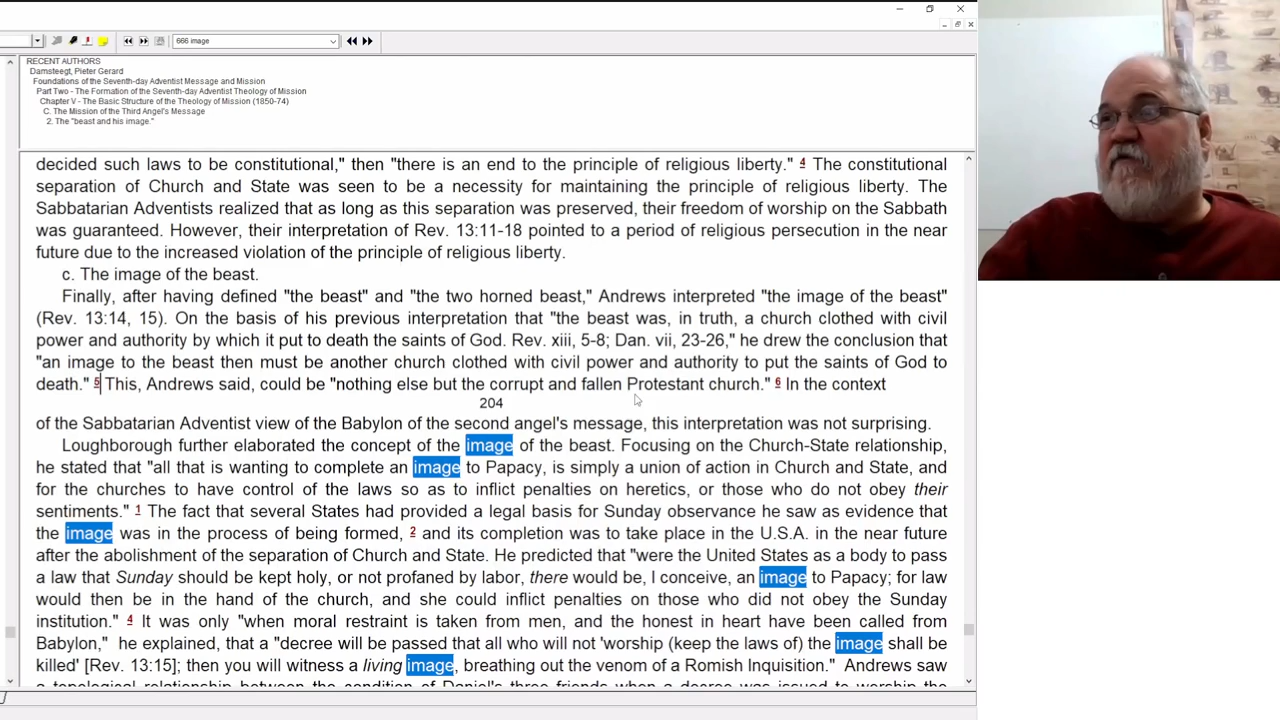 666 image
RECENT AUTHORS
Damsteegt, Pieter Gerard
Foundations of the Seventh-day Adventist Message and Mission
Part Two - The Formation of the Seventh-day Adventist Theology of Mission
Chapter V - The Basic Structure of the Theology of Mission (1850-74)
C. The Mission of the Third Angel's Message
2. The "beast and his image."
decided such laws to be constitutional," then "there is an end to the principle of religious liberty." 4 The constitutional
separation of Church and State was seen to be a necessity for maintaining the principle of religious liberty. The
Sabbatarian Adventists realized that as long as this separation was preserved, their freedom of worship on the Sabbath
was guaranteed. However, their interpretation of Rev. 13:11-18 pointed to a period of religious persecution in the near
future due to the increased violation of the principle of religious liberty.
c. The image of the beast.
Finally, after having defined "the beast" and "the two horned beast," Andrews interpreted "the image of the beast"
(Rev. 13:14, 15). On the basis of his previous interpretation that "the beast was, in truth, a church clothed with civil
power and authority by which it put to death the saints of God. Rev. xiii, 5-8; Dan. vii, 23-26," he drew the conclusion that
"an image to the beast then must be another church clothed with civil power and authority to put the saints of God to
death." 5 This, Andrews said, could be "nothing else but the corrupt and fallen Protestant church." 6 In the context
204
of the Sabbatarian Adventist view of the Babylon of the second angel's message, this interpretation was not surprising.
Loughborough further elaborated the concept of the image of the beast. Focusing on the Church-State relationship,
he stated that "all that is wanting to complete an image to Papacy, is simply a union of action in Church and State, and
for the churches to have control of the laws so as to inflict penalties on heretics, or those who do not obey their
sentiments." 1 The fact that several States had provided a legal basis for Sunday observance he saw as evidence that
the image was in the process of being formed, 2 and its completion was to take place in the U.S.A. in the near future
after the abolishment of the separation of Church and State. He predicted that "were the United States as a body to pass
a law that Sunday should be kept holy, or not profaned by labor, there would be, I conceive, an image to Papacy; for law
would then be in the hand of the church, and she could inflict penalties on those who did not obey the Sunday
institution." 4 It was only "when moral restraint is taken from men, and the honest in heart have been called from
Babylon," he explained, that a "decree will be passed that all who will not 'worship (keep the laws of) the image shall be
killed' [Rev. 13:15]; then you will witness a living image, breathing out the venom of a Romish Inquisition." Andrews saw
a typological relationship between the condition of Daniel's three friends when a decree was issued to worship the